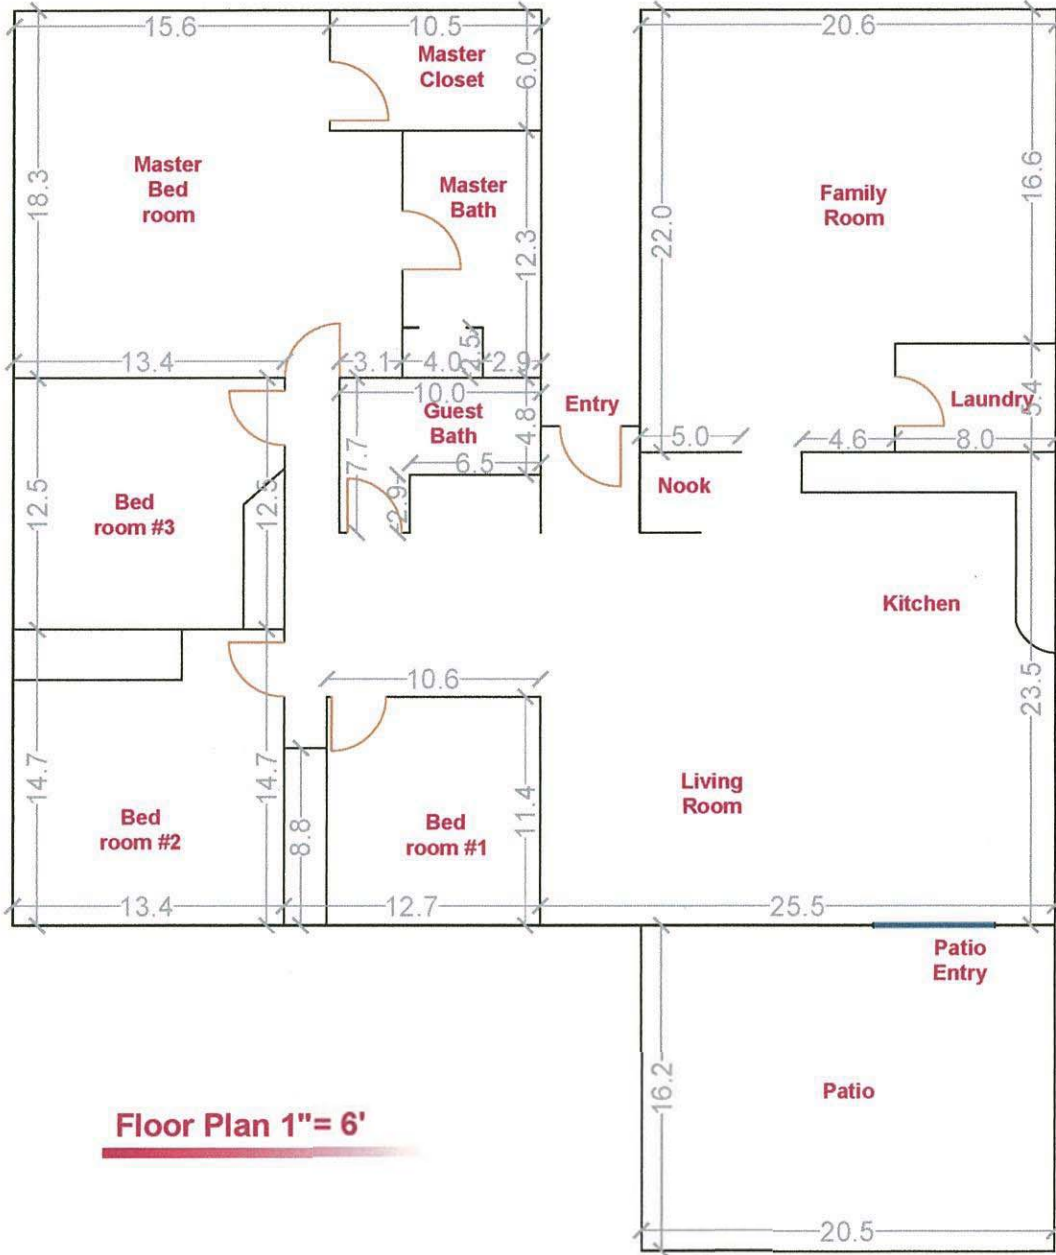 15.6
10.5
20.6
Master
Closet
6.0
Master
Bed
room
18.3
Master
Bath
12.3
Family
Room
22.0
16.6
13.4
3.1
4.0
2.5
2.9
10.0
Guest
Bath
4.8
7.7
6.5
2.9
Entry
5.0
4.6
8.0
Laundry
5.4
Nook
Bed
room #3
12.5
12.5
Kitchen
23.5
10.6
Living
Room
14.7
14.7
Bed
room #2
8.8
Bed
room #1
11.4
13.4
12.7
25.5
Patio
Entry
16.2
Patio
Floor Plan 1"= 6'
20.5